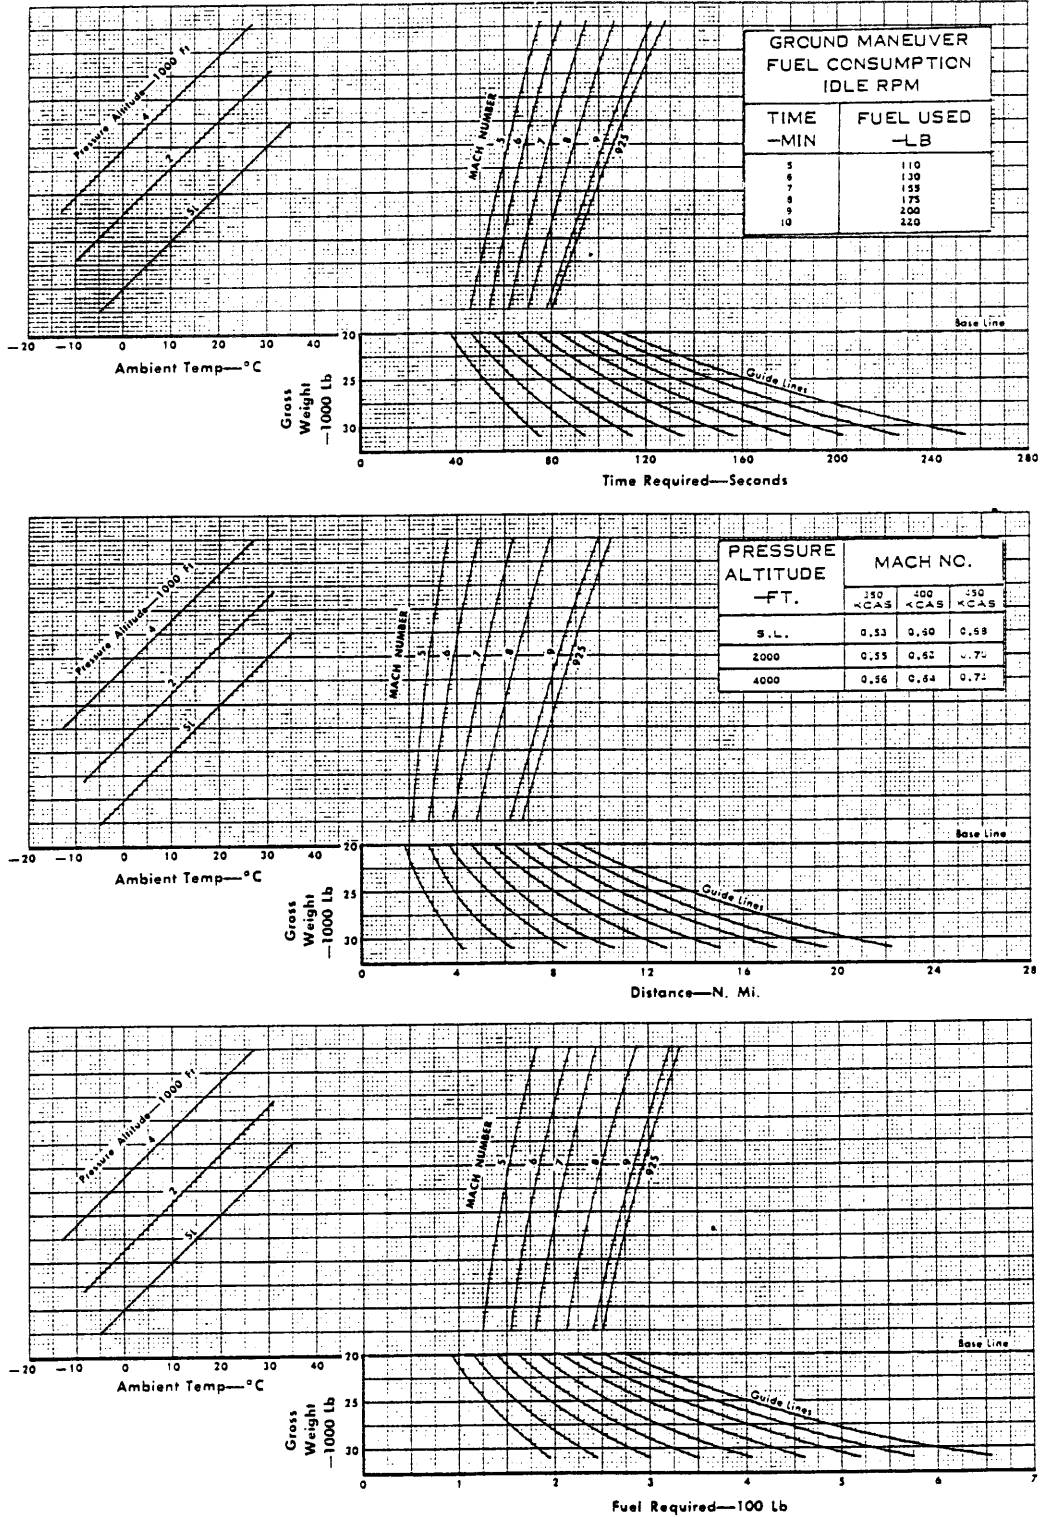 Pressure Altitude—1000 Ft
4
2
SL
MACH NUMBER
.5 .6 .7 .8 .9 .925
GROUND MANEUVER
FUEL CONSUMPTION
IDLE RPM
TIME FUEL USED
—MIN —LB
5 110
6 130
7 155
8 175
9 200
10 220
Base Line
−20 −10 0 10 20 30 40
Ambient Temp—°C
20
25
30
Gross
Weight
—1000 Lb
Guide Lines
0 40 80 120 160 200 240 280
Time Required—Seconds
Pressure Altitude—1000 Ft
4
2
SL
MACH NUMBER
.5 .6 .7 .8 .9 .925
PRESSURE
ALTITUDE
—FT.
MACH NO.
400
KCAS KCAS KCAS
S.L. 0.53 0.60 0.68
2000 0.55
4000 0.56 0.64
Base Line
−20 −10 0 10 20 30 40
Ambient Temp—°C
20
25
30
Gross
Weight
—1000 Lb
Guide Lines
0 4 8 12 16 20 24 28
Distance—N. Mi.
Pressure Altitude—1000 Ft
4
2
SL
MACH NUMBER
.5 .6 .7 .8 .9 .925
Base Line
−20 −10 0 10 20 30 40
Ambient Temp—°C
20
25
30
Gross
Weight
—1000 Lb
Guide Lines
0 1 2 3 4 5 6 7
Fuel Required—100 Lb